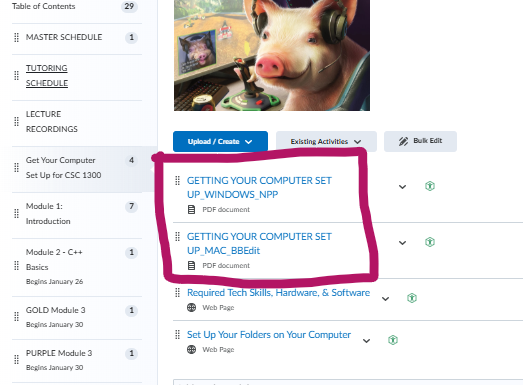 Table of Contents 29
MASTER SCHEDULE 1
TUTORING
SCHEDULE
LECTURE
RECORDINGS
Get Your Computer 4
Set Up for CSC 1300
Module 1: 7
Introduction
Module 2 - C++ 1
Basics
Begins January 26
GOLD Module 3 1
Begins January 30
PURPLE Module 3 1
Begins January 30
Upload / Create
Existing Activities
Bulk Edit
GETTING YOUR COMPUTER SET
UP_WINDOWS_NPP
PDF document
GETTING YOUR COMPUTER SET
UP_MAC_BBEdit
PDF document
Required Tech Skills, Hardware, & Software
Web Page
Set Up Your Folders on Your Computer
Web Page